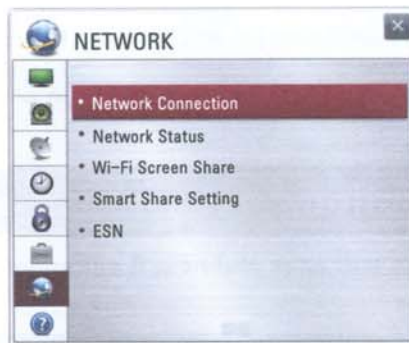 NETWORK
• Network Connection
• Network Status
• Wi-Fi Screen Share
• Smart Share Setting
• ESN